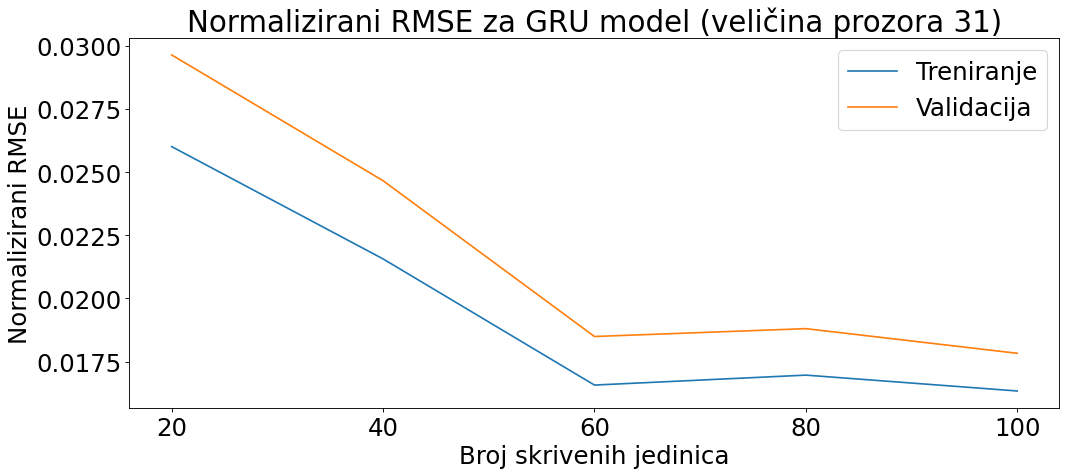 Normalizirani RMSE za GRU model (veličina prozora 31)
Normalizirani RMSE
0.0300
0.0275
0.0250
0.0225
0.0200
0.0175
Treniranje
Validacija
20 40 60 80 100
Broj skrivenih jedinica